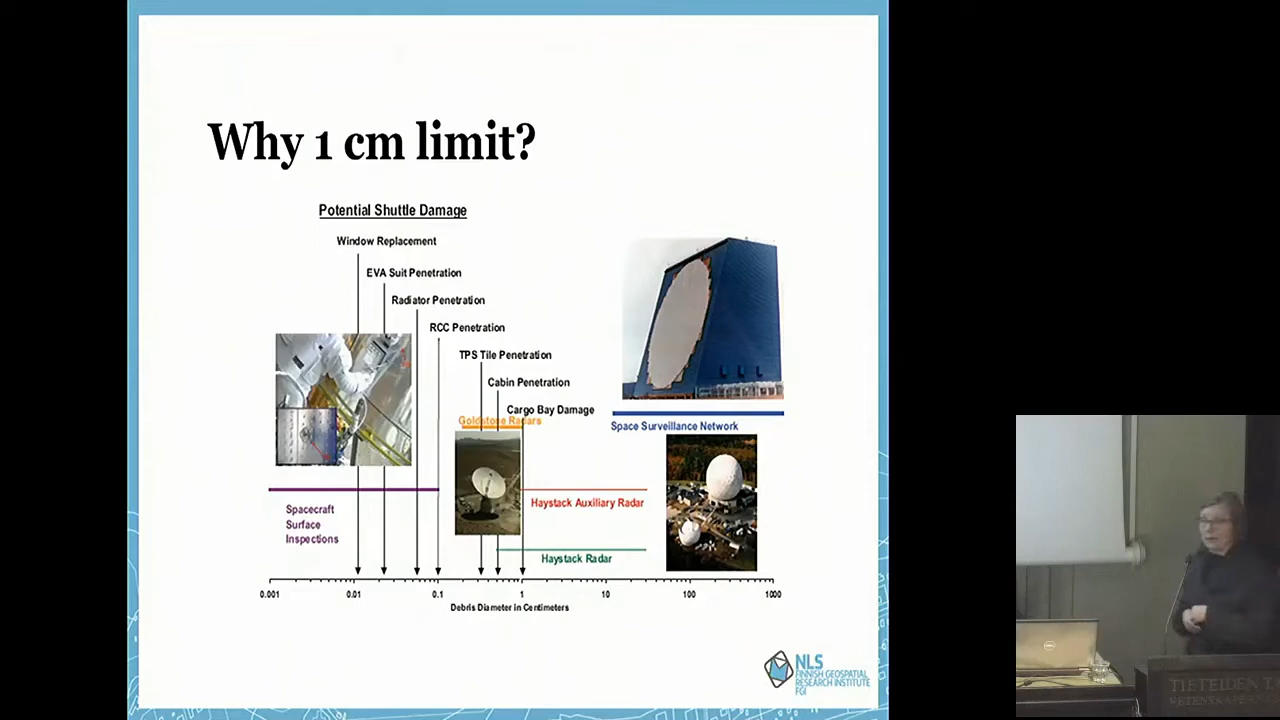 Why 1 cm limit?
Potential Shuttle Damage
Window Replacement
EVA Suit Penetration
Radiator Penetration
RCC Penetration
TPS Tile Penetration
Cabin Penetration
Cargo Bay Damage
Goldstone Radars
Space Surveillance Network
Haystack Auxiliary Radar
Spacecraft
Surface
Inspections
Haystack Radar
0.001 0.01 0.1 1 10 100 1000
Debris Diameter in Centimeters
NLS
FINNISH GEOSPATIAL
RESEARCH INSTITUTE
FGI
DELL
TIETEIDEN T